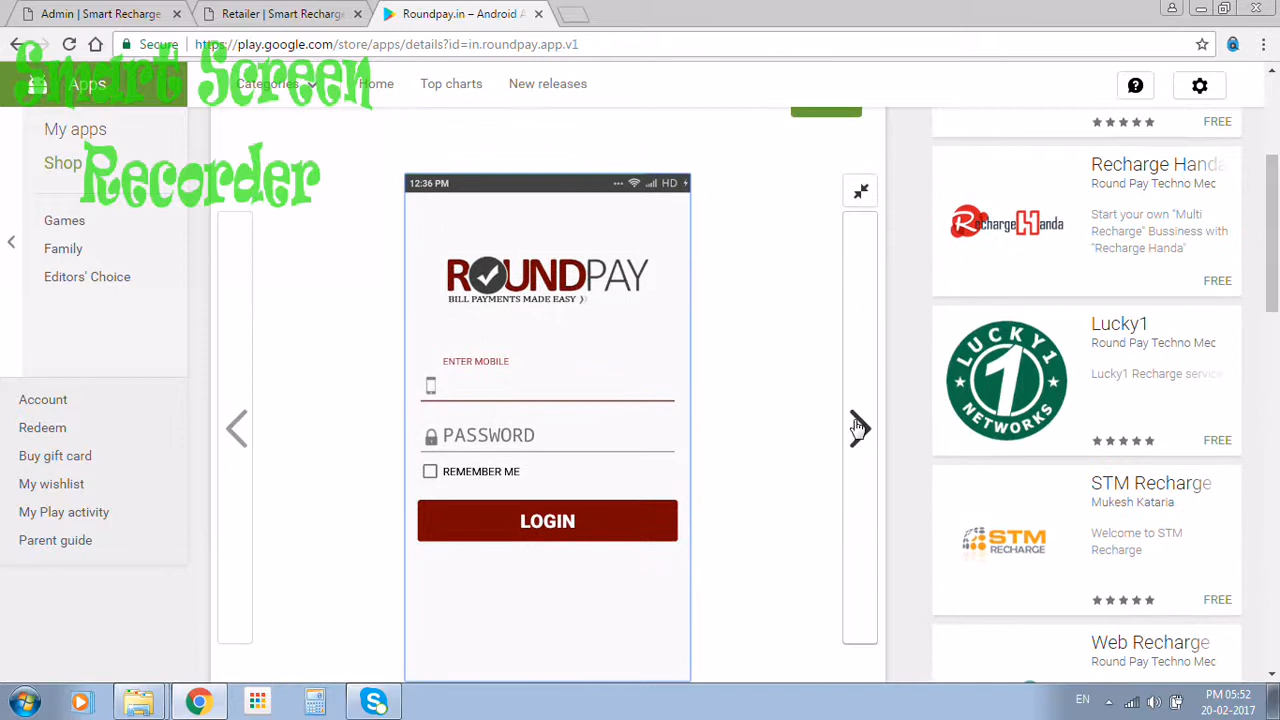 Admin | Smart Recharge
Retailer | Smart Recharge
Roundpay.in – Android A
Secure
https://play.google.com/store/apps/details?id=in.roundpay.app.v1
Smart Screen
Recorder
Apps
Categories
Home
Top charts
New releases
My apps
Shop
Games
Family
Editors' Choice
Account
Redeem
Buy gift card
My wishlist
My Play activity
Parent guide
12:36 PM
HD
ROUNDPAY
BILL PAYMENTS MADE EASY
ENTER MOBILE
PASSWORD
REMEMBER ME
LOGIN
FREE
Recharge Handa
Round Pay Techno Mec
Start your own "Multi
Recharge" Bussiness with
"Recharge Handa"
FREE
RechargeHanda
Lucky1
Round Pay Techno Mec
Lucky1 Recharge service
FREE
LUCKY1
1
NETWORKS
STM Recharge
Mukesh Kataria
Welcome to STM
Recharge
FREE
STM
RECHARGE
Web Recharge
Round Pay Techno Mec
EN
PM 05:52
20-02-2017